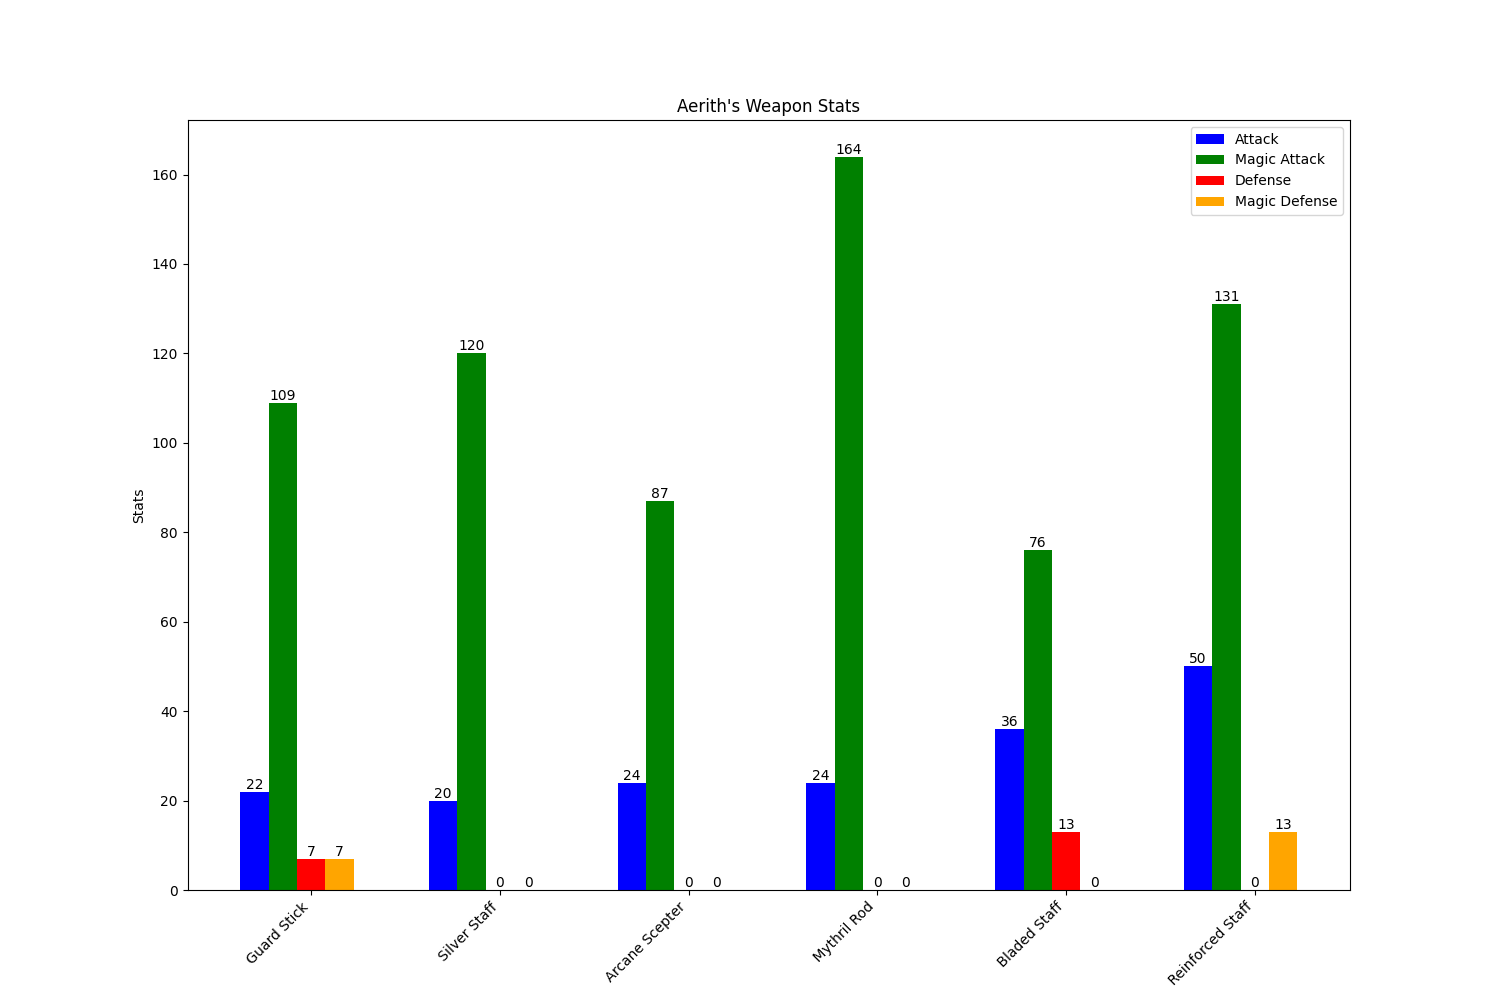 Aerith's Weapon Stats
Attack
Magic Attack
Defense
Magic Defense
Stats
160
140
120
100
80
60
40
20
0
22
109
7
7
20
120
0
0
24
87
0
0
24
164
0
0
36
76
13
0
50
131
0
13
Guard Stick
Silver Staff
Arcane Scepter
Mythril Rod
Bladed Staff
Reinforced Staff